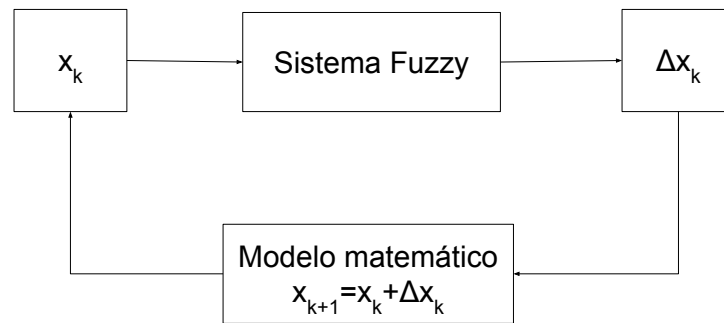 xₖ
Sistema Fuzzy
Δxₖ
Modelo matemático
xₖ₊₁=xₖ+Δxₖ